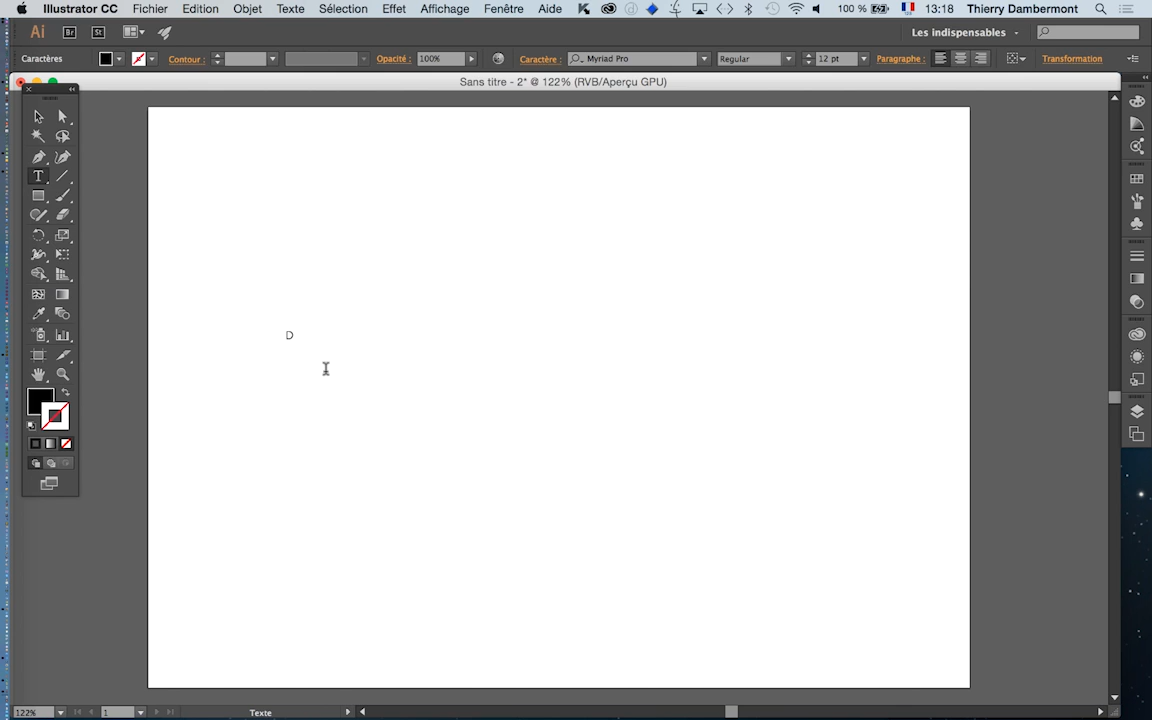 Illustrator CC Fichier Edition Objet Texte Sélection Effet Affichage Fenêtre Aide 100 % 13:18 Thierry Dambermont
Ai Br St Les indispensables
Caractères Contour : Opacité : 100% Caractère : Myriad Pro Regular 12 pt Paragraphe : Transformation
Sans titre - 2* @ 122% (RVB/Aperçu GPU)
T
D
122% 1 Texte